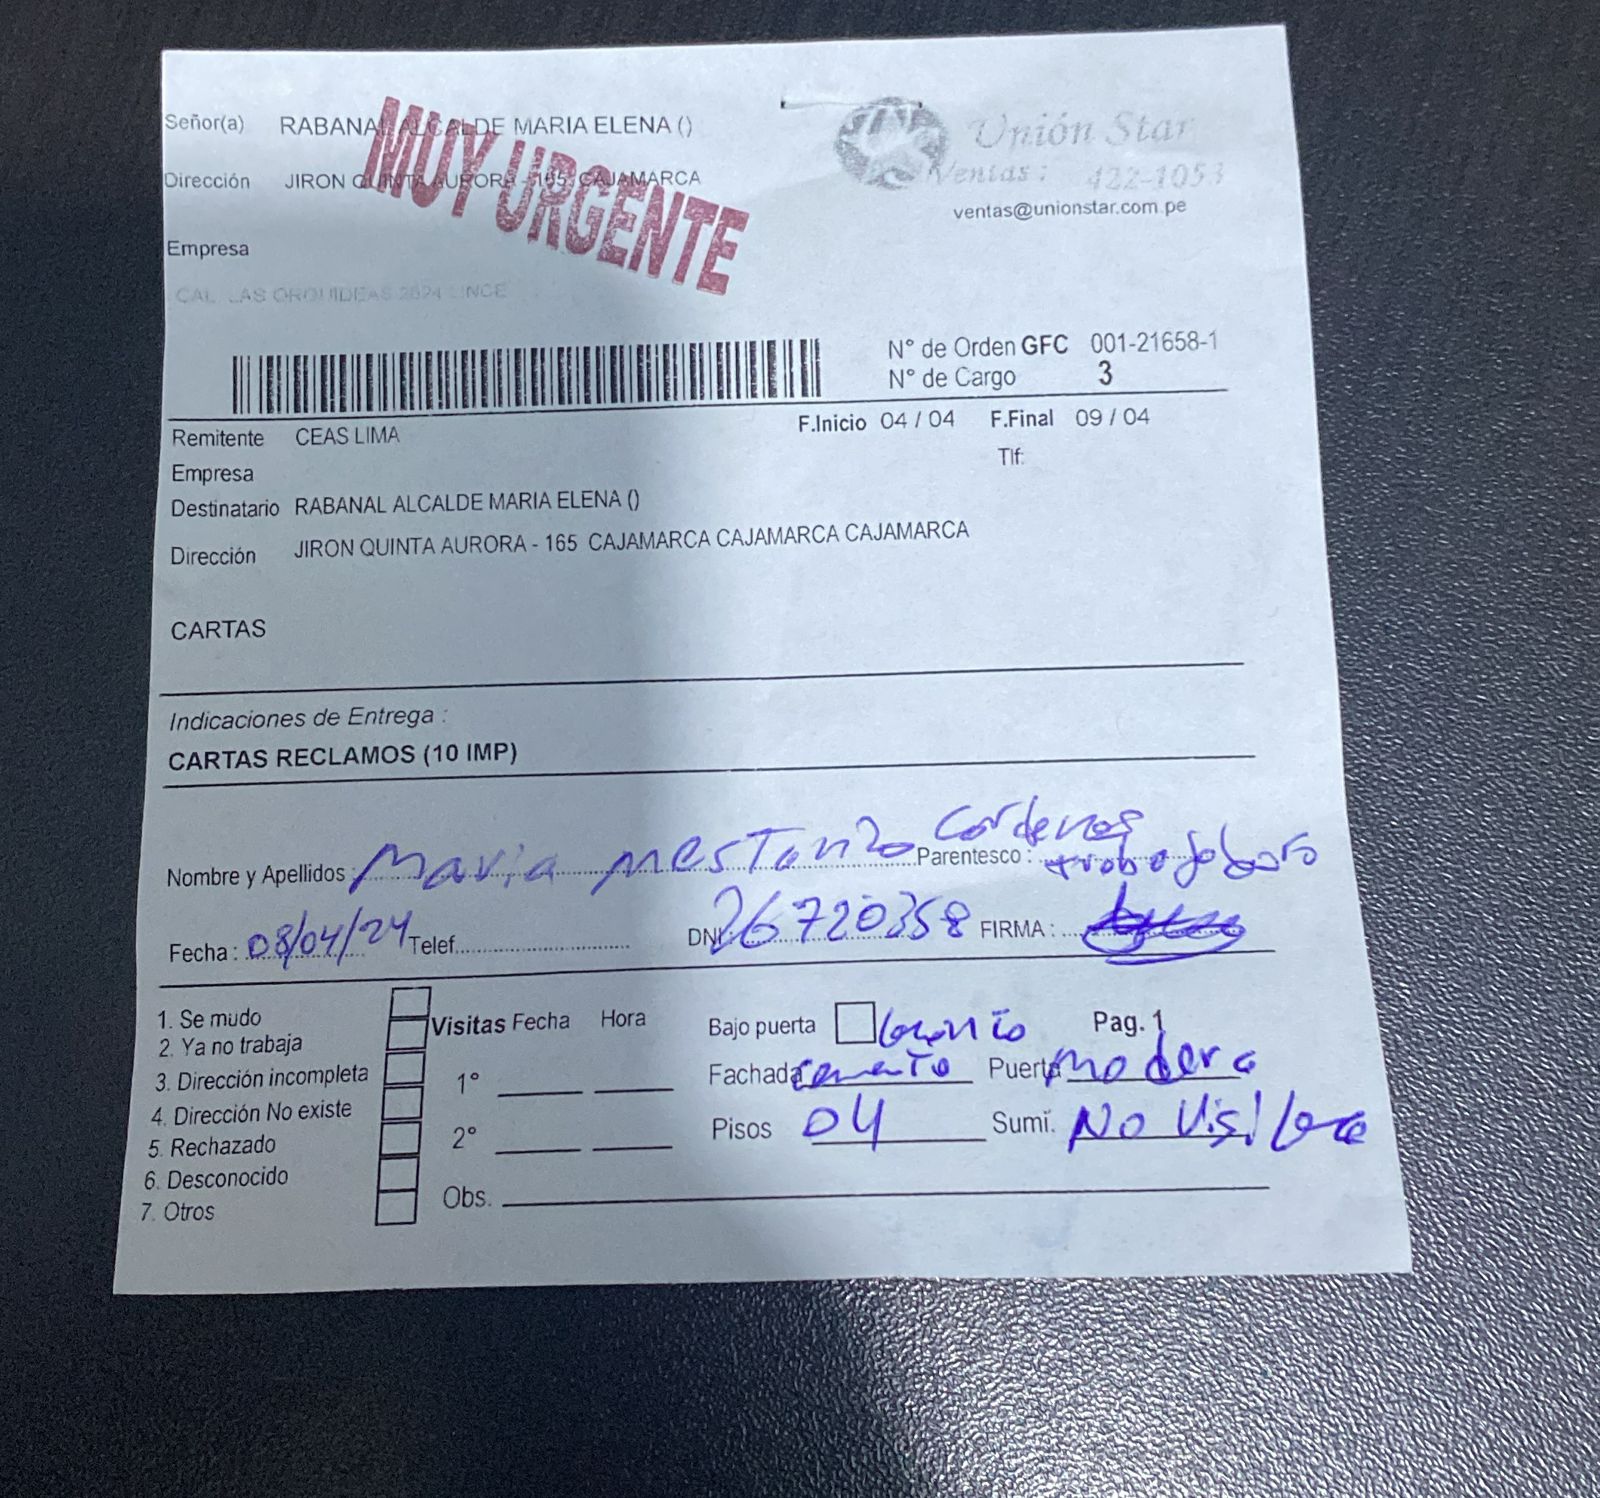 Señor(a) RABANAL ALCALDE MARIA ELENA ()
Dirección JIRON QUINTA AURORA - 165 CAJAMARCA
MUY URGENTE
Unión Star
Ventas: 422-1053
ventas@unionstar.com.pe
Empresa
CAL LAS ORQUIDEAS 2624 LINCE
N° de Orden GFC 001-21658-1
N° de Cargo 3
Remitente CEAS LIMA
F.Inicio 04 / 04 F.Final 09 / 04
Empresa
Tlf:
Destinatario RABANAL ALCALDE MARIA ELENA ()
Dirección JIRON QUINTA AURORA - 165 CAJAMARCA CAJAMARCA CAJAMARCA
CARTAS
Indicaciones de Entrega :
CARTAS RECLAMOS (10 IMP)
Nombre y Apellidos : Maria Mestanza Cardenas Parentesco : trabajadora
Fecha : 08/04/24 Telef. DNI 26720358 FIRMA :
1. Se mudo
2. Ya no trabaja
3. Dirección incompleta
4. Dirección No existe
5. Rechazado
6. Desconocido
7. Otros
Visitas Fecha Hora
1°
2°
Obs.
Bajo puerta Pag. 1
Fachada cemento Puerta madera
Pisos 04 Sumi. No Visible